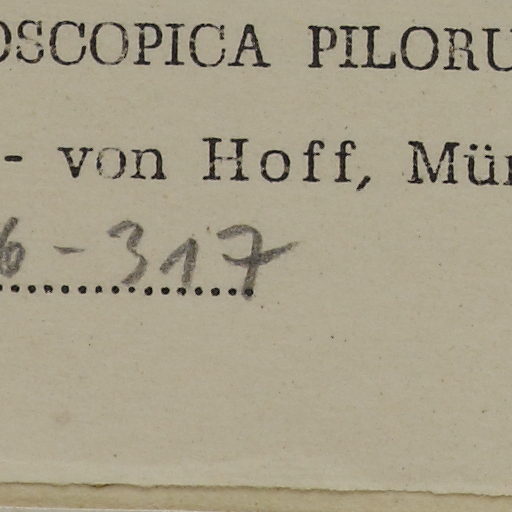 OSCOPICA PILORU
- von Hoff, Mün
6-317